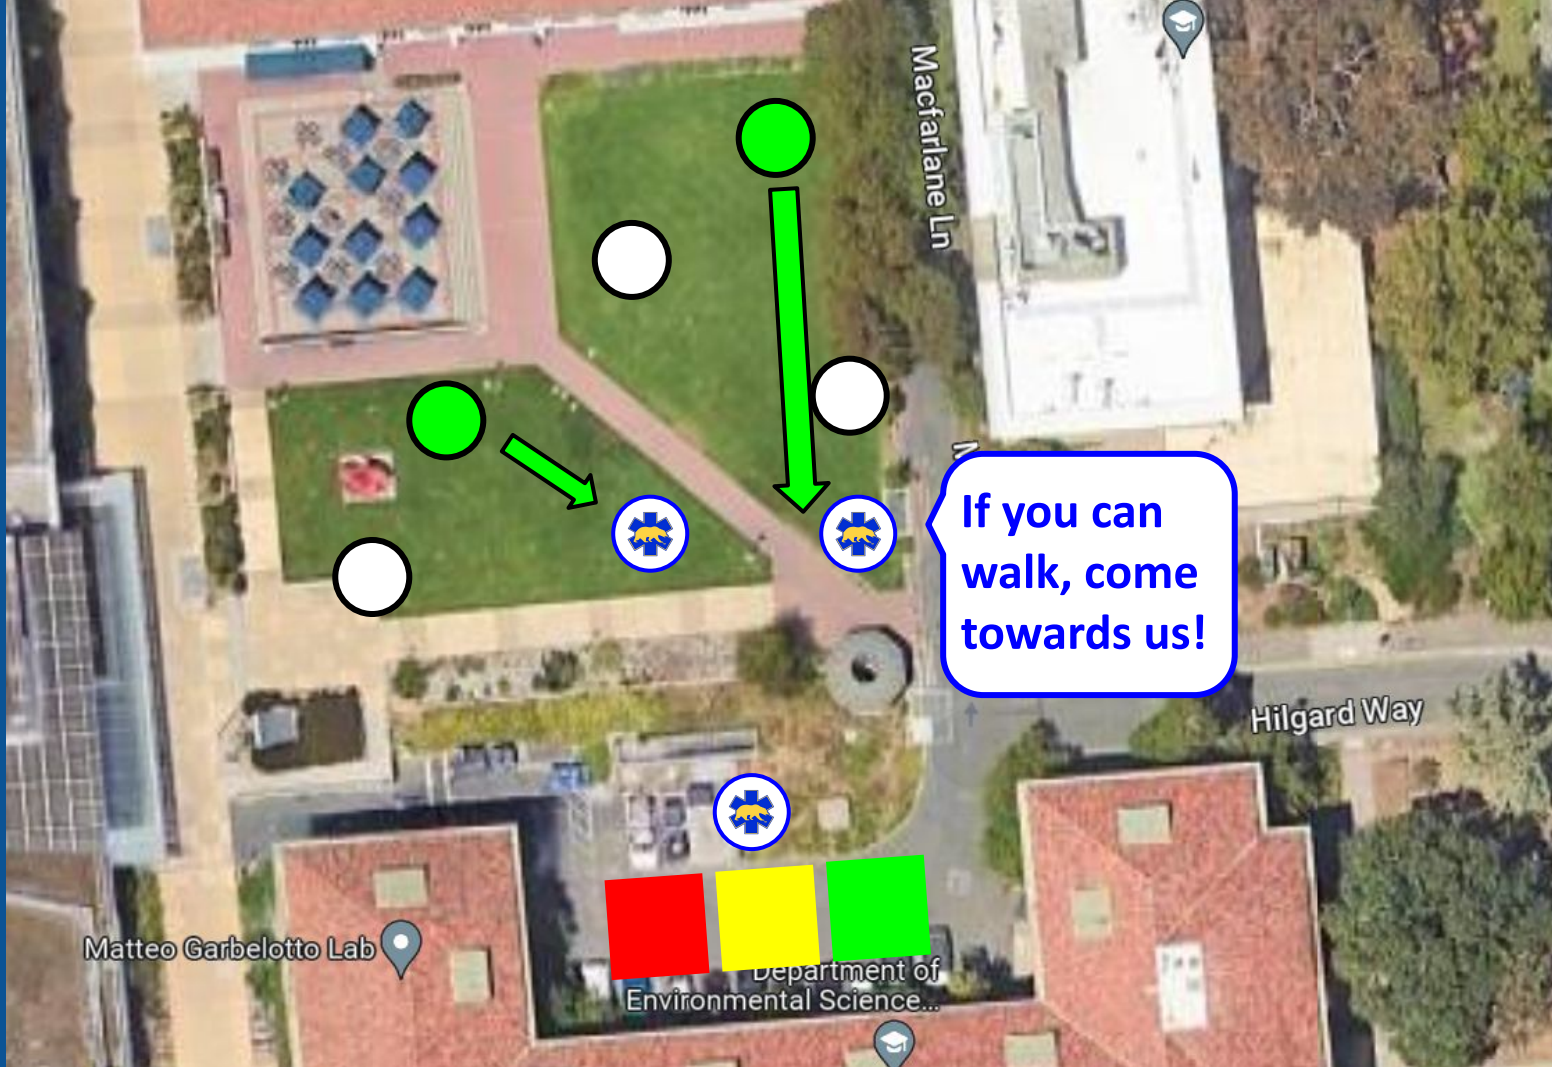 Macfarlane Ln
M
If you can
walk, come
towards us!
Hilgard Way
Matteo Garbelotto Lab
Department of
Environmental Science...